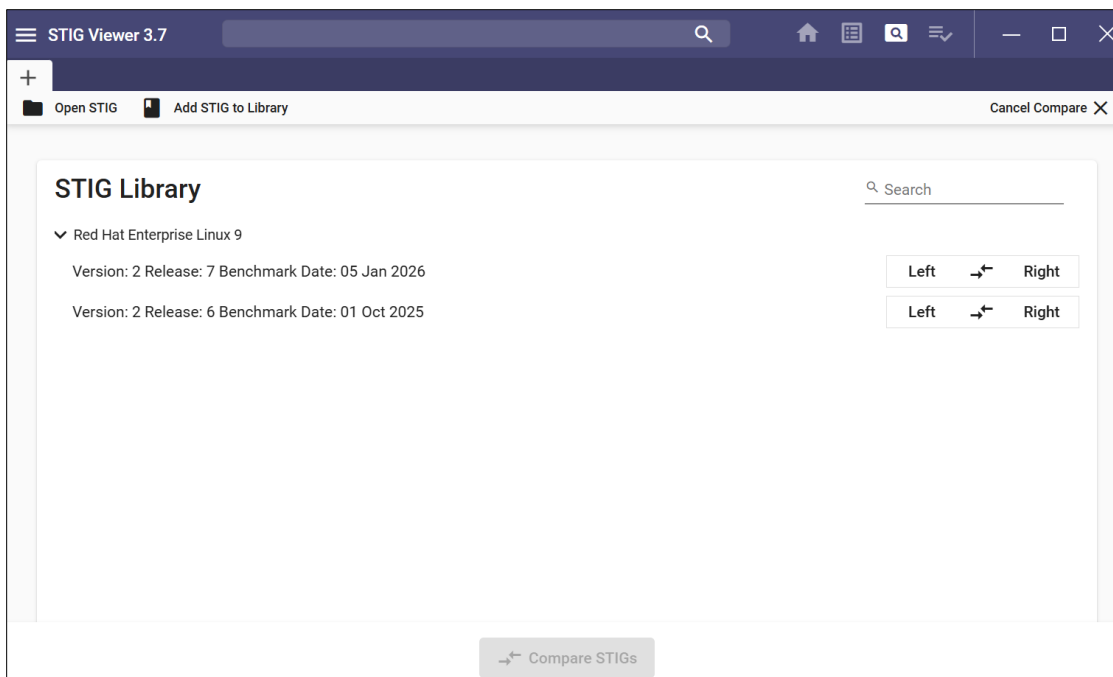 STIG Viewer 3.7
Open STIG Add STIG to Library Cancel Compare
STIG Library
Search
Red Hat Enterprise Linux 9
Version: 2 Release: 7 Benchmark Date: 05 Jan 2026 Left Right
Version: 2 Release: 6 Benchmark Date: 01 Oct 2025 Left Right
Compare STIGs